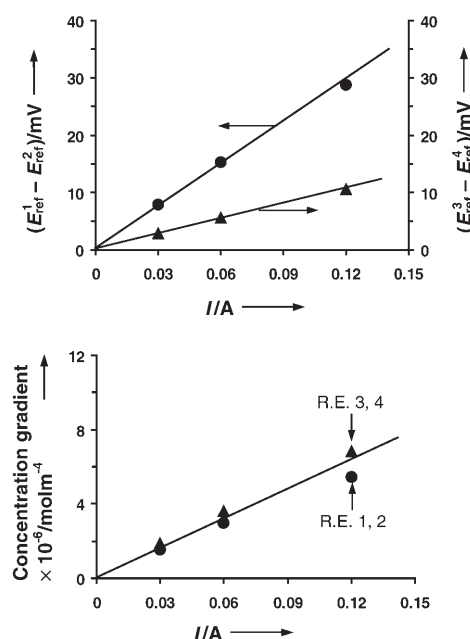 (E¹ref – E²ref)/mV
40
30
20
10
0
40
30
20
10
0
(E³ref – E⁴ref)/mV
0 0.03 0.06 0.09 0.12 0.15
I/A
Concentration gradient
× 10⁻⁶/molm⁻⁴
12
8
4
0
R.E. 3, 4
R.E. 1, 2
0 0.03 0.06 0.09 0.12 0.15
I/A